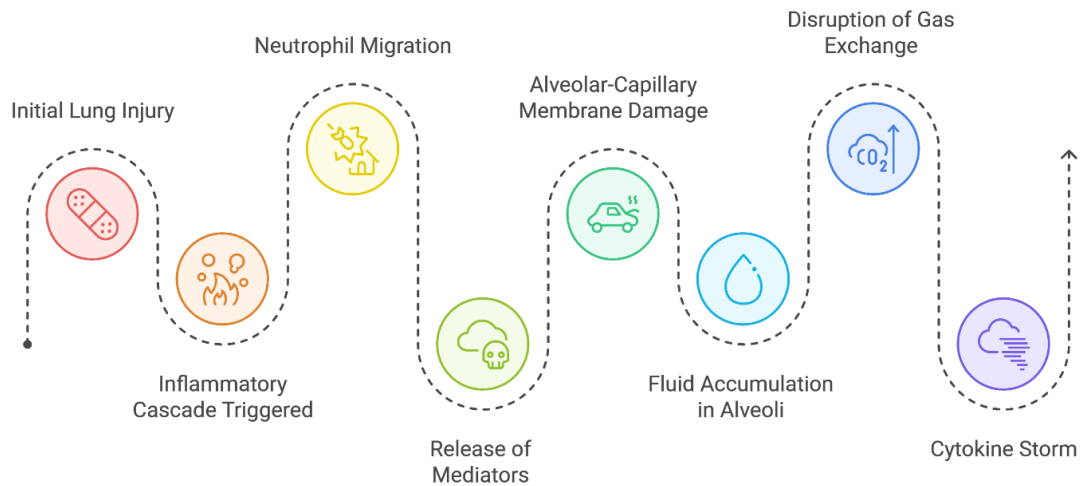 Initial Lung Injury
Inflammatory
Cascade Triggered
Neutrophil Migration
Release of
Mediators
Alveolar-Capillary
Membrane Damage
Fluid Accumulation
in Alveoli
Disruption of Gas
Exchange
CO2
Cytokine Storm